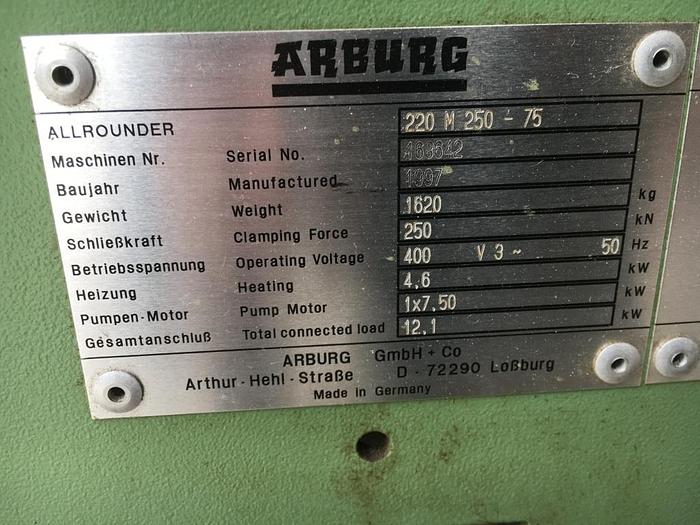 ARBURG
ALLROUNDER 220 M 250 - 75
Maschinen Nr. Serial No. 168642
Baujahr Manufactured 1997
Gewicht Weight 1620 kg
Schließkraft Clamping Force 250 kN
Betriebsspannung Operating Voltage 400 V 3 ~ 50 Hz
Heizung Heating 4,6 kW
Pumpen-Motor Pump Motor 1x7,50 kW
Gesamtanschluß Total connected load 12,1 kW
ARBURG GmbH + Co
Arthur - Hehl - Straße D - 72290 Loßburg
Made in Germany